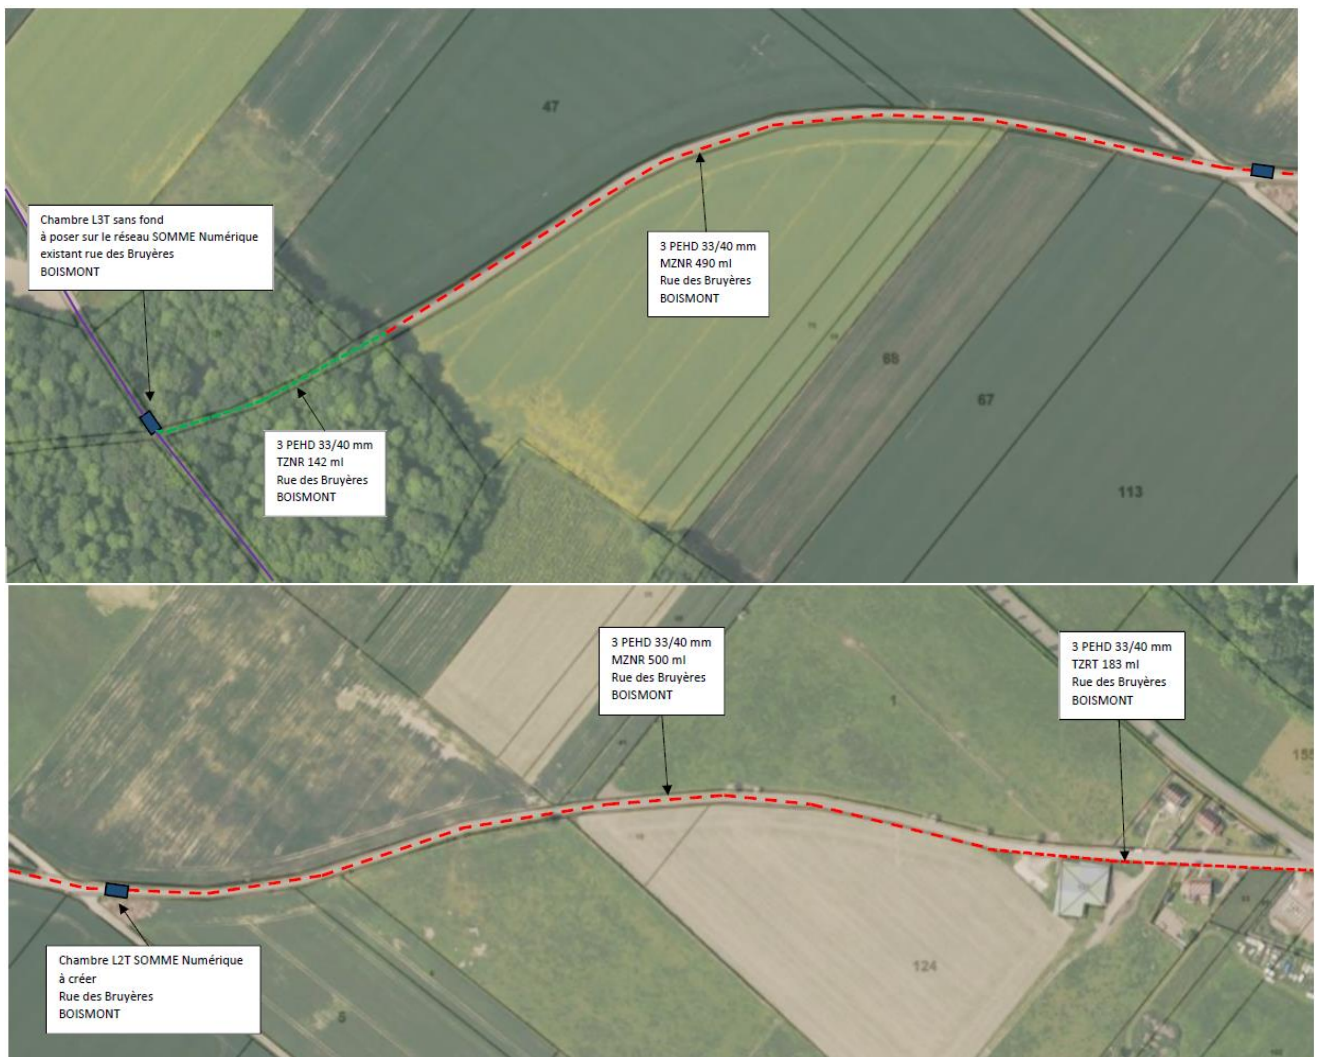 47
Chambre L3T sans fond
à poser sur le réseau SOMME Numérique
existant rue des Bruyères
BOISMONT
3 PEHD 33/40 mm
MZNR 490 ml
Rue des Bruyères
BOISMONT
68
67
3 PEHD 33/40 mm
TZNR 142 ml
Rue des Bruyères
BOISMONT
113
3 PEHD 33/40 mm
MZNR 500 ml
Rue des Bruyères
BOISMONT
3 PEHD 33/40 mm
TZRT 183 ml
Rue des Bruyères
BOISMONT
1
155
Chambre L2T SOMME Numérique
à créer
Rue des Bruyères
BOISMONT
124
5